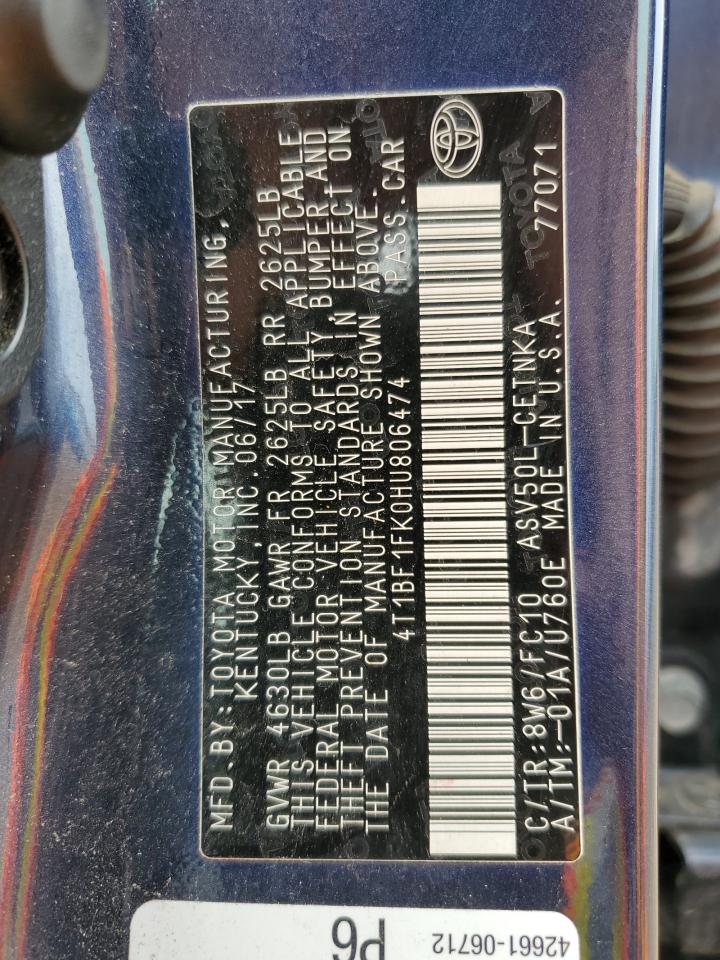 MFD.BY:TOYOTA MOTOR MANUFACTURING,
KENTUCKY,INC.06/17
GVWR 4630LB GAWR FR 2625LB RR 2625LB
THIS VEHICLE CONFORMS TO ALL APPLICABLE
FEDERAL MOTOR VEHICLE SAFETY, BUMPER AND
THEFT PREVENTION STANDARDS IN EFFECT ON
THE DATE OF MANUFACTURE SHOWN ABOVE.
4T1BF1FK0HU806474 PASS.CAR
C/TR:8W6/FC10 ASV50L-CETNKA
A/TM:-01A/U760E MADE IN U.S.A. 77071
TOYOTA
P6
42661-06712